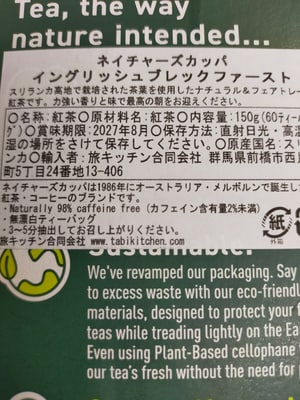 Tea, the way
nature intended...
ネイチャーズカッパ
イングリッシュブレックファースト
スリランカ高地で栽培された茶葉を使用したナチュラル&フェアトレー
紅茶です。力強い香りと味で最高の朝をお迎えください。
〇名称:紅茶〇原材料名:紅茶〇内容量:150g(60ティー
グ)〇賞味期限:2027年8月〇保存方法:直射日光・高温
湿の場所をさけて保存してください。〇原産国名:スリ
ンカ〇輸入者:旅キッチン合同会社 群馬県前橋市西
町5丁目24番地13-406
ネイチャーズカッパは1986年にオーストラリア・メルボルンで誕生し
紅茶・コーヒーのブランドです。
・Naturally 98% caffeine free (カフェイン含有量2%未満)
・無漂白ティーバッグ
・3~5分抽出してお召し上がりください。
旅キッチン合同会社 www.tabikitchen.com
紙
外箱
Sustainable.
We've revamped our packaging. Say
to excess waste with our eco-friendl
materials, designed to protect your f
teas while treading lightly on the Ea
Even using Plant-Based cellophane
our tea's fresh without the need for p